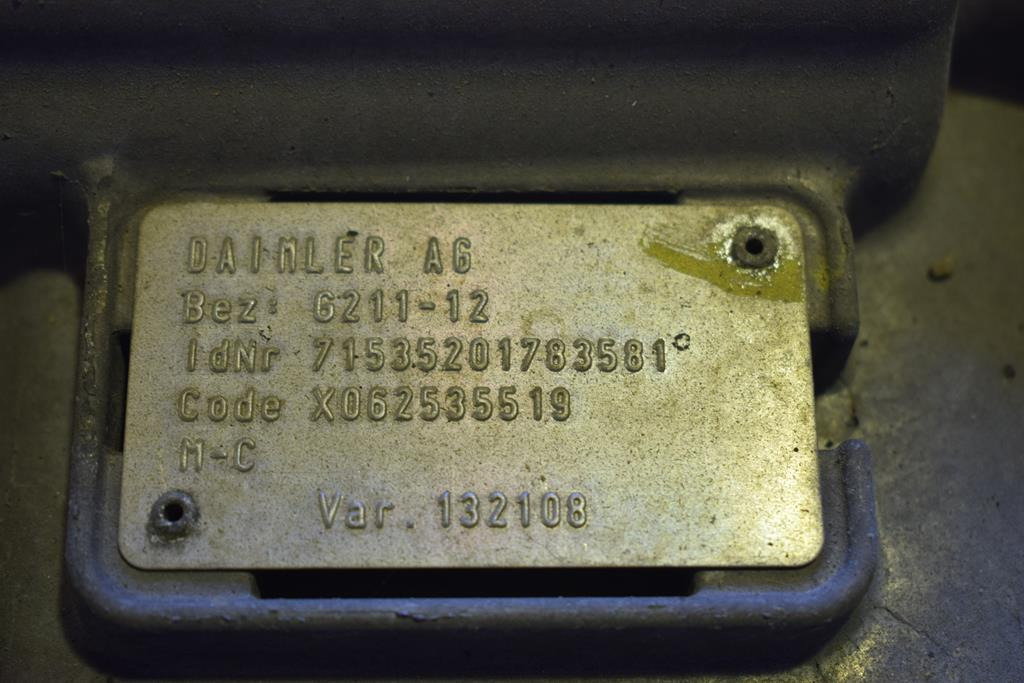 DAIMLER AG
Bez: G211-12
IdNr 71535201783581
Code X062535519
M-C
Var. 132108